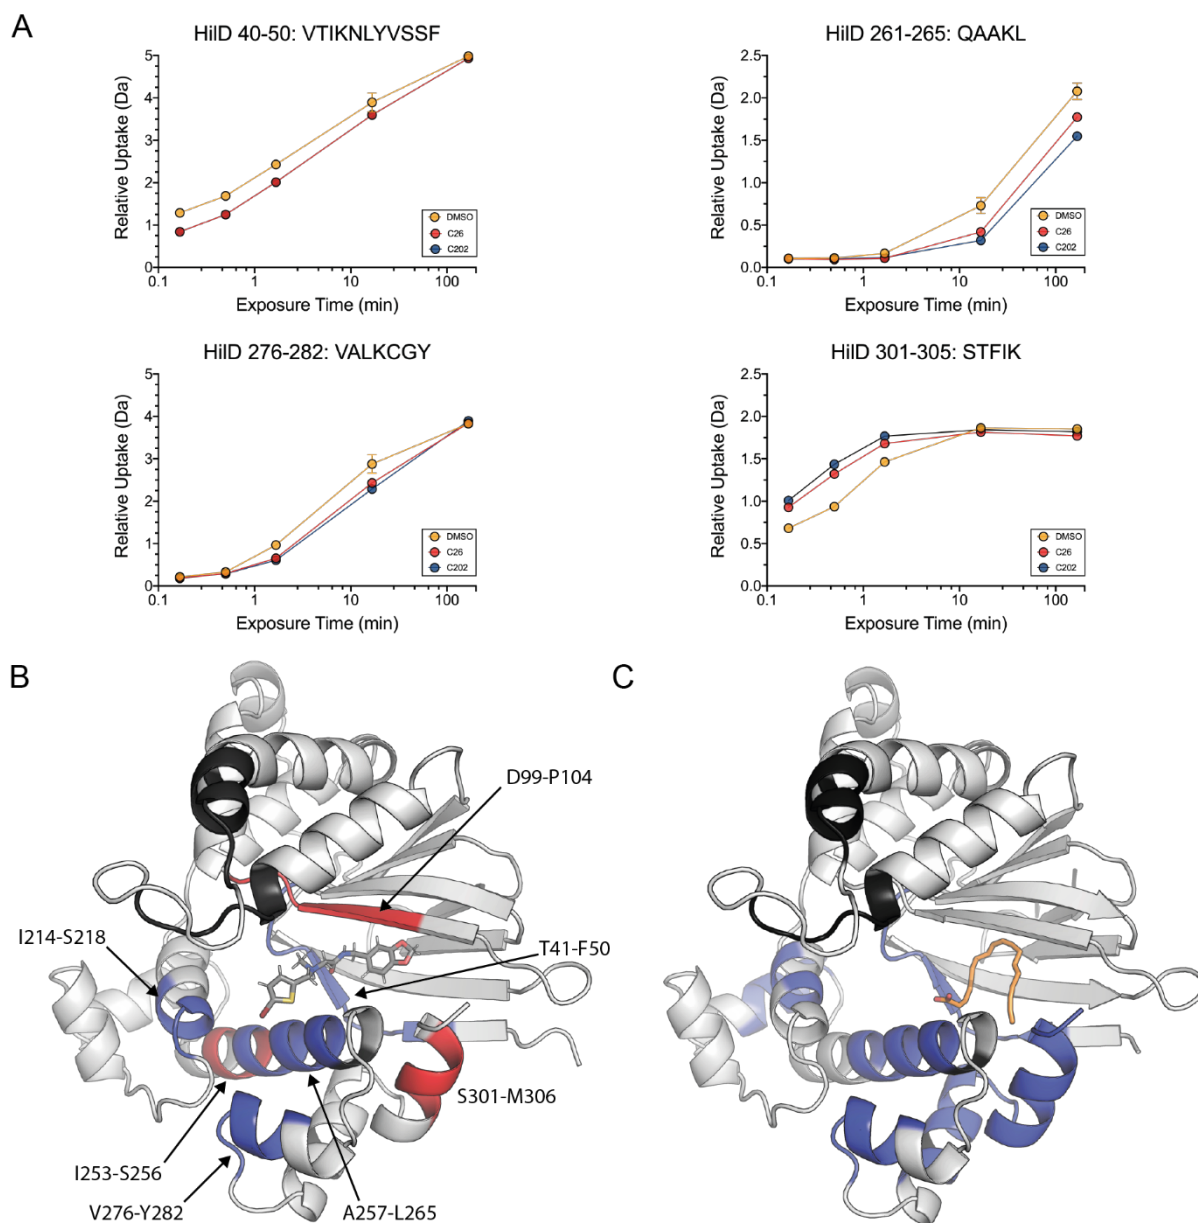 A
HilD 40-50: VTIKNLYVSSF
Relative Uptake (Da)
5
4
3
2
1
0
0.1
1
10
100
Exposure Time (min)
DMSO
C26
C202
HilD 261-265: QAAKL
Relative Uptake (Da)
2.5
2.0
1.5
1.0
0.5
0.0
0.1
1
10
100
Exposure Time (min)
DMSO
C26
C202
HilD 276-282: VALKCGY
Relative Uptake (Da)
5
4
3
2
1
0
0.1
1
10
100
Exposure Time (min)
DMSO
C26
C202
HilD 301-305: STFIK
Relative Uptake (Da)
2.5
2.0
1.5
1.0
0.5
0.0
0.1
1
10
100
Exposure Time (min)
DMSO
C26
C202
B
D99-P104
I214-S218
T41-F50
S301-M306
I253-S256
V276-Y282
A257-L265
C